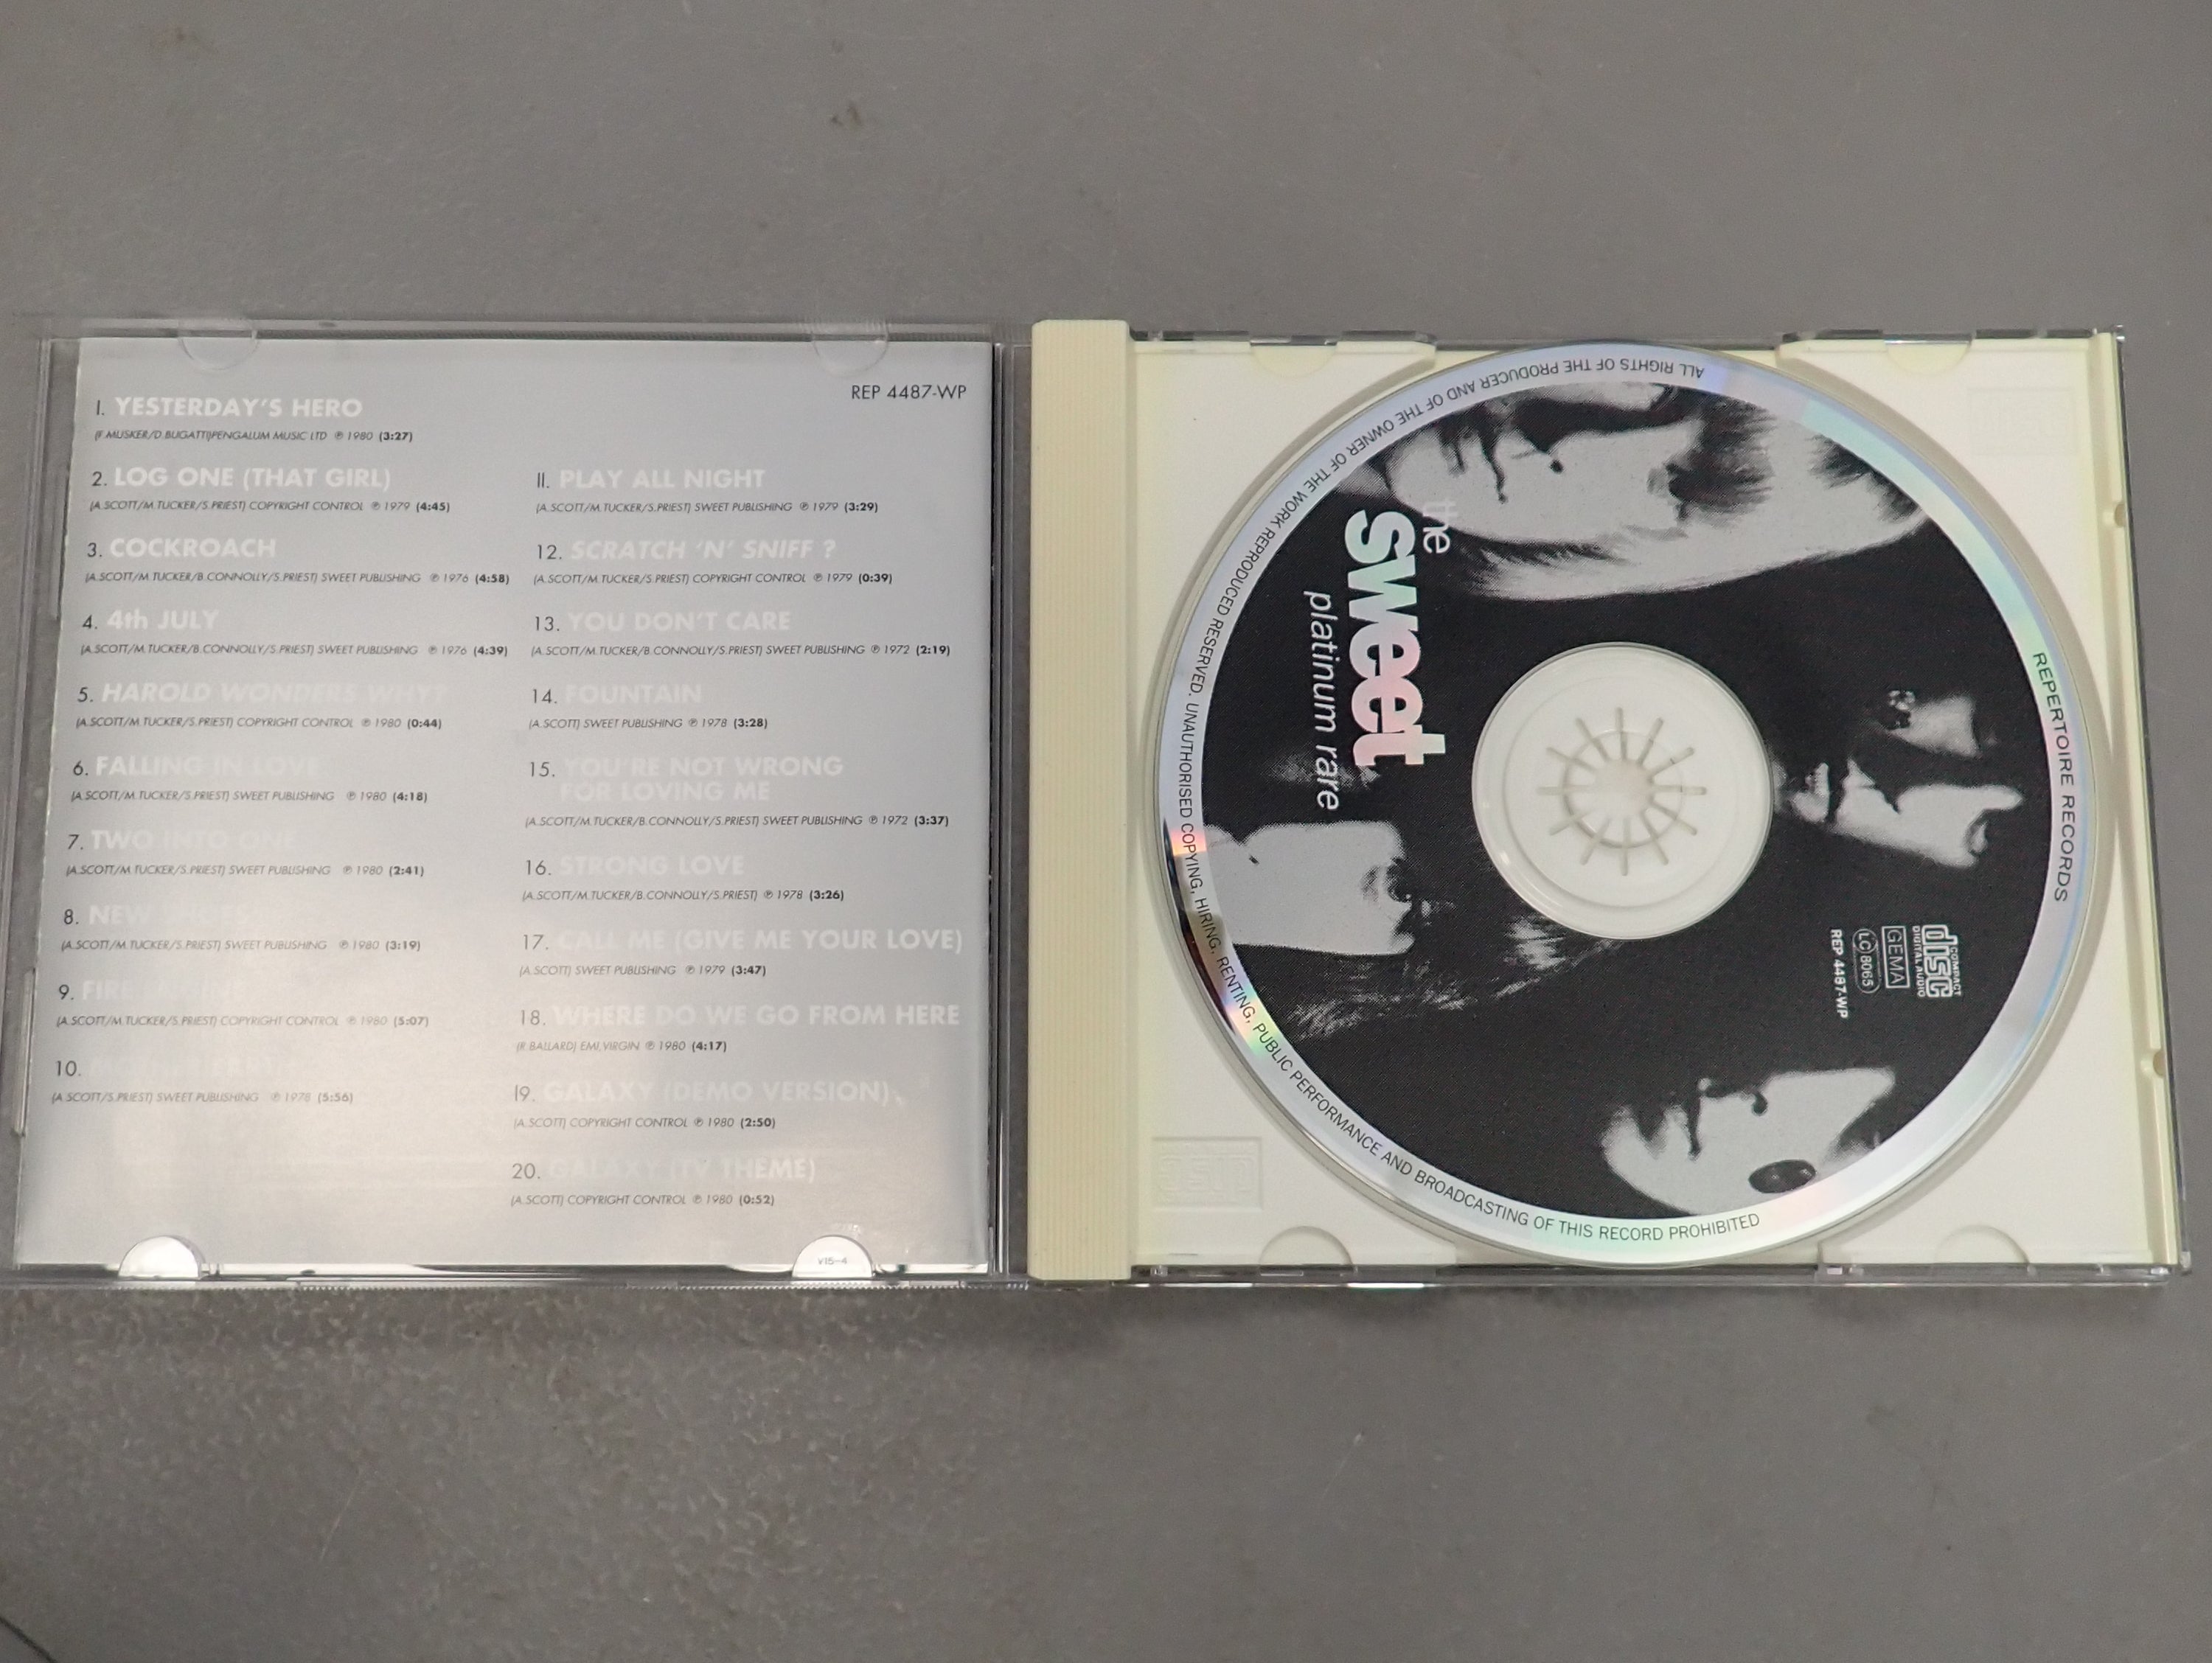 REP 4487-WP
1. YESTERDAY'S HERO
(F.MUSKER/D.BUGATTI)PENGALUM MUSIC LTD ℗ 1980 (3:27)
2. LOG ONE (THAT GIRL)
(A.SCOTT/M.TUCKER/S.PRIEST) COPYRIGHT CONTROL ℗ 1979 (4:45)
3. COCKROACH
(A.SCOTT/M.TUCKER/B.CONNOLLY/S.PRIEST) SWEET PUBLISHING ℗ 1976 (4:58)
4. 4th JULY
(A.SCOTT/M.TUCKER/B.CONNOLLY/S.PRIEST) SWEET PUBLISHING ℗ 1976 (4:39)
5. HAROLD WONDERS WHY?
(A.SCOTT/M.TUCKER/S.PRIEST) COPYRIGHT CONTROL ℗ 1980 (0:44)
6. FALLING IN LOVE
(A.SCOTT/M.TUCKER/S.PRIEST) SWEET PUBLISHING ℗ 1980 (4:18)
7. TWO INTO ONE
(A.SCOTT/M.TUCKER/S.PRIEST) SWEET PUBLISHING ℗ 1980 (2:41)
8. NEW
(A.SCOTT/M.TUCKER/S.PRIEST) SWEET PUBLISHING ℗ 1980 (3:19)
9. FIRE
(A.SCOTT/M.TUCKER/S.PRIEST) COPYRIGHT CONTROL ℗ 1980 (5:07)
10.
(A.SCOTT/S.PRIEST) SWEET PUBLISHING ℗ 1978 (5:56)
11. PLAY ALL NIGHT
(A.SCOTT/M.TUCKER/S.PRIEST) SWEET PUBLISHING ℗ 1979 (3:29)
12. SCRATCH 'N' SNIFF ?
(A.SCOTT/M.TUCKER/S.PRIEST) COPYRIGHT CONTROL ℗ 1979 (0:39)
13. YOU DON'T CARE
(A.SCOTT/M.TUCKER/B.CONNOLLY/S.PRIEST) SWEET PUBLISHING ℗ 1972 (2:19)
14. FOUNTAIN
(A.SCOTT) SWEET PUBLISHING ℗ 1978 (3:28)
15. YOU'RE NOT WRONG
FOR LOVING ME
(A.SCOTT/M.TUCKER/B.CONNOLLY/S.PRIEST) SWEET PUBLISHING ℗ 1972 (3:37)
16. STRONG LOVE
(A.SCOTT/M.TUCKER/B.CONNOLLY/S.PRIEST) ℗ 1978 (3:26)
17. CALL ME (GIVE ME YOUR LOVE)
(A.SCOTT) SWEET PUBLISHING ℗ 1979 (3:47)
18. WHERE DO WE GO FROM HERE
(R.BALLARD) EMI.VIRGIN ℗ 1980 (4:17)
19. GALAXY (DEMO VERSION)
(A.SCOTT) COPYRIGHT CONTROL ℗ 1980 (2:50)
20. GALAXY (TV THEME)
(A.SCOTT) COPYRIGHT CONTROL ℗ 1980 (0:52)
V15-4
the
sweet
platinum rare
REPERTOIRE RECORDS
COMPACT
disc
DIGITAL AUDIO
GEMA
LC 8065
REP 4487-WP
ALL RIGHTS OF THE PRODUCER AND OF THE OWNER OF THE WORK REPRODUCED RESERVED. UNAUTHORISED COPYING, HIRING, RENTING, PUBLIC PERFORMANCE AND BROADCASTING OF THIS RECORD PROHIBITED